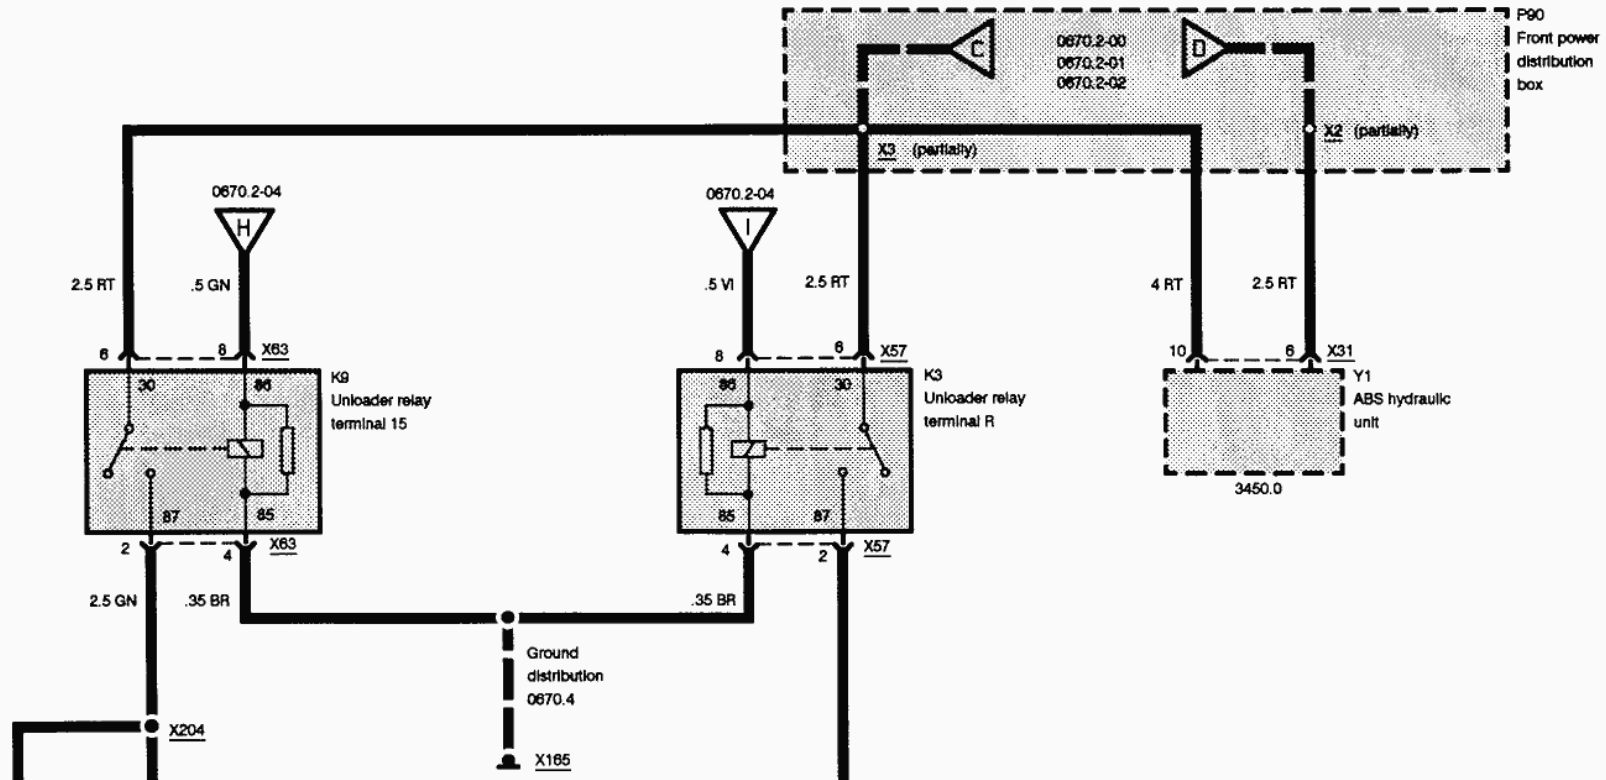 P90
Front power
distribution
box
C
0670.2-00
0670.2-01
0670.2-02
D
X3 (partially)
X2 (partially)
0670.2-04
H
0670.2-04
I
2.5 RT
.5 GN
.5 VI
2.5 RT
4 RT
2.5 RT
6
8
X63
8
6
X57
10
6
X31
30
86
K9
Unloader relay
terminal 15
86
30
K3
Unloader relay
terminal R
Y1
ABS hydraulic
unit
3450.0
87
85
85
87
2
4
X63
4
2
X57
2.5 GN
.35 BR
.35 BR
Ground
distribution
0670.4
X204
X165